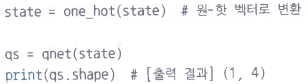 state = one_hot(state)  # 원-핫 벡터로 변환
qs = qnet(state)
print(qs.shape)  # [출력 결과] (1, 4)